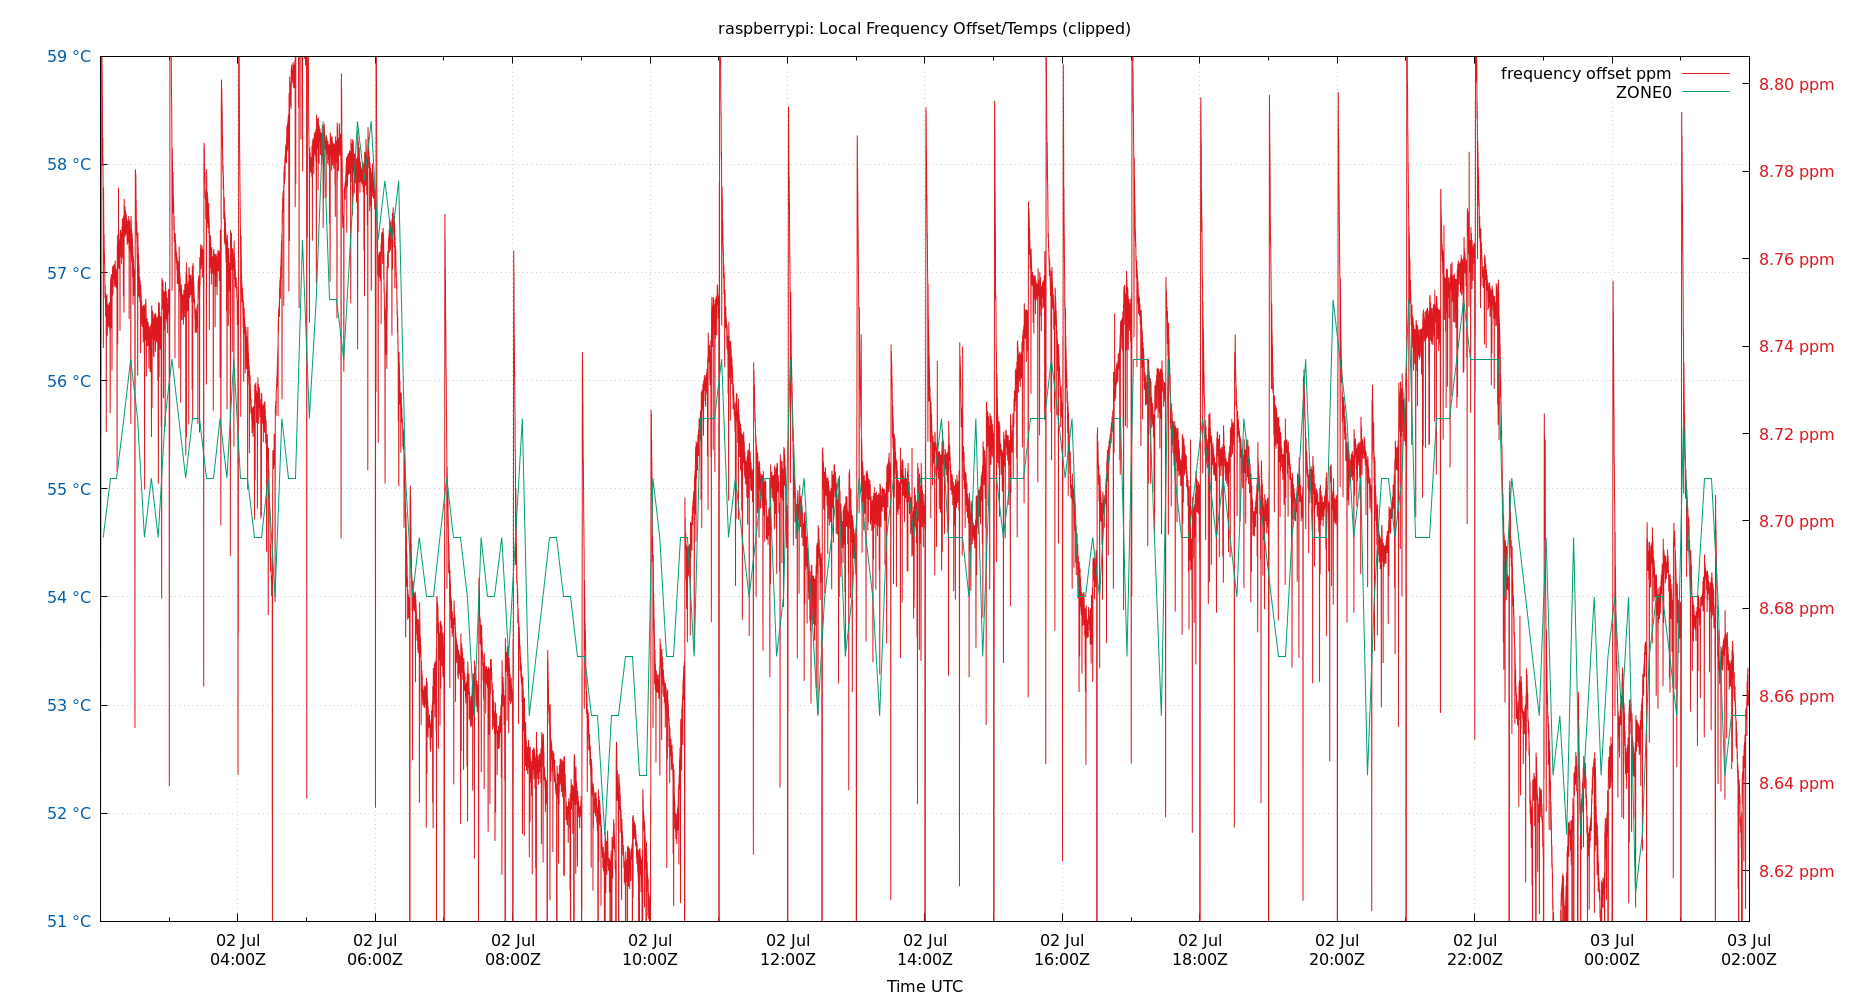 raspberrypi: Local Frequency Offset/Temps (clipped)
frequency offset ppm
ZONE0
59 °C
58 °C
57 °C
56 °C
55 °C
54 °C
53 °C
52 °C
51 °C
8.80 ppm
8.78 ppm
8.76 ppm
8.74 ppm
8.72 ppm
8.70 ppm
8.68 ppm
8.66 ppm
8.64 ppm
8.62 ppm
02 Jul 02 Jul 02 Jul 02 Jul 02 Jul 02 Jul 02 Jul 02 Jul 02 Jul 02 Jul 03 Jul 03 Jul
04:00Z 06:00Z 08:00Z 10:00Z 12:00Z 14:00Z 16:00Z 18:00Z 20:00Z 22:00Z 00:00Z 02:00Z
Time UTC